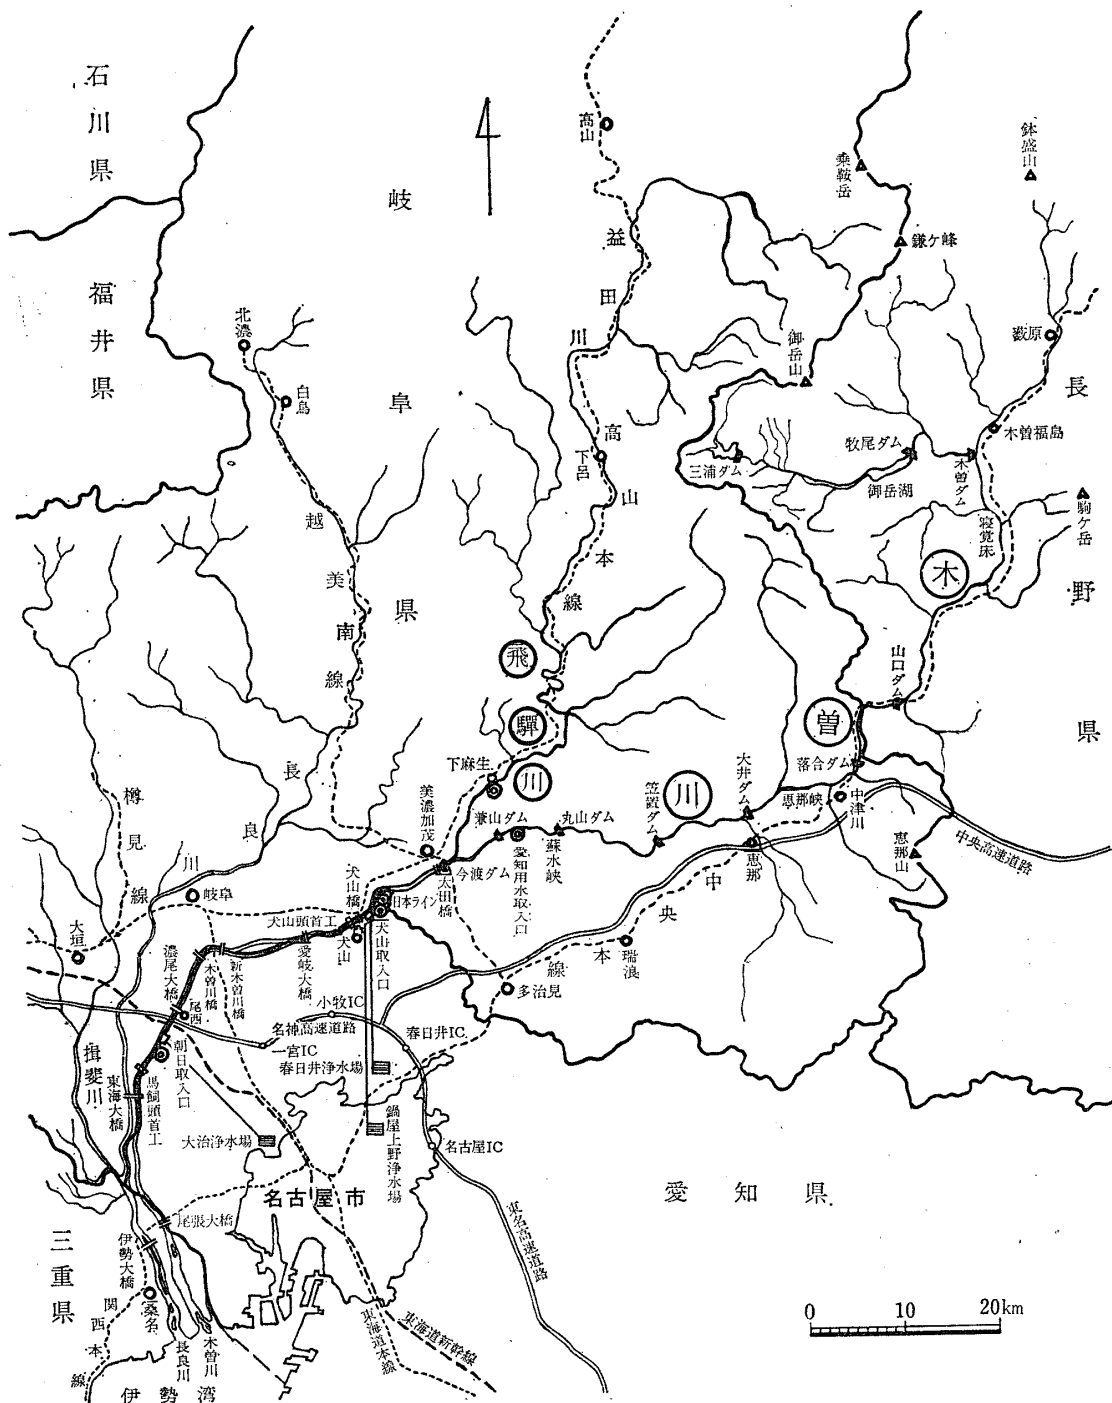 石川県
福井県
岐阜県
長野県
愛知県
三重県
高山
乗鞍岳
鉢盛山
鎌ケ峰
益田川
北濃
白鳥
御岳山
藪原
高山本線
下呂
三浦ダム
牧尾ダム
御岳湖
木曽ダム
木曽福島
駒ケ岳
寝覚床
越美南線
飛驒川
木曽川
山口ダム
落合ダム
中津川
恵那峡
大井ダム
笠置ダム
恵那
恵那山
中央高速道路
下麻生
美濃加茂
兼山ダム
丸山ダム
蘇水峡
愛知用水取入口
今渡ダム
太田橋
日本ライン
犬山橋
犬山頭首工
犬山
犬山取入口
愛岐大橋
中央本線
瑞浪
多治見
長良川
樽見線
岐阜
大垣
濃尾大橋
木曽川橋
新木曽川橋
尾西
朝日取入口
馬飼頭首工
東海大橋
揖斐川
小牧IC
名神高速道路
一宮IC
春日井IC
春日井浄水場
大治浄水場
鍋屋上野浄水場
名古屋IC
名古屋市
尾張大橋
伊勢大橋
桑名
関西本線
長良川
木曽川
伊勢湾
東海道本線
東海道新幹線
東名高速道路
0 10 20km